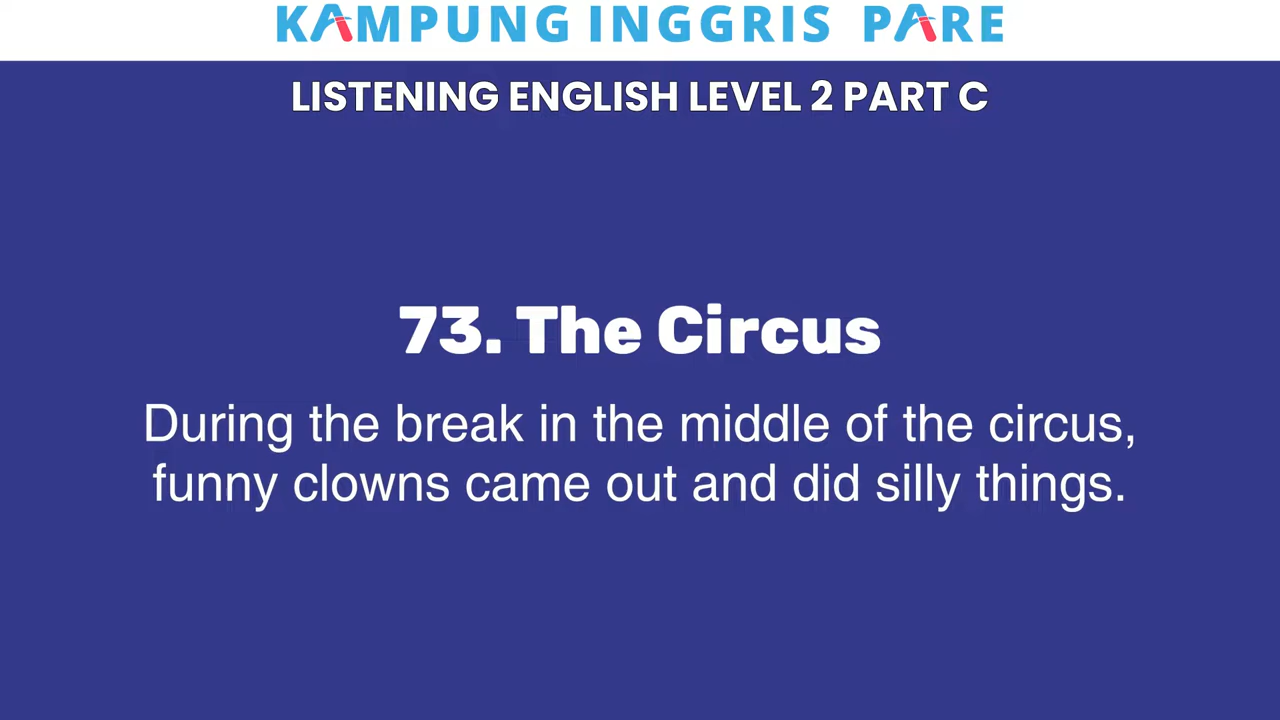 KAMPUNG INGGRIS PARE
LISTENING ENGLISH LEVEL 2 PART C
73. The Circus
During the break in the middle of the circus,
funny clowns came out and did silly things.